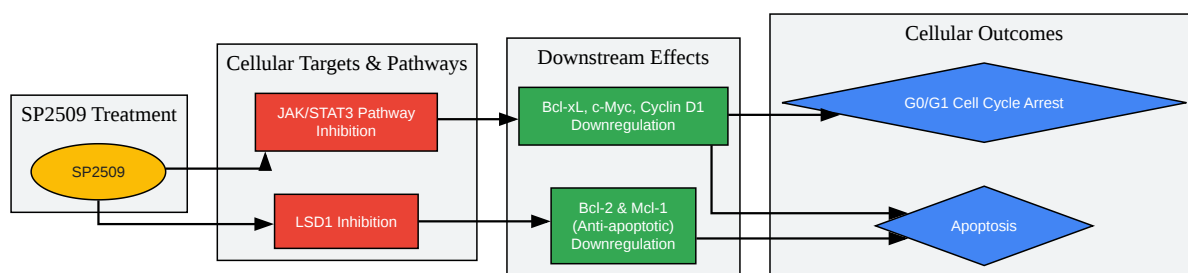 SP2509 Treatment
SP2509
Cellular Targets & Pathways
JAK/STAT3 Pathway
Inhibition
LSD1 Inhibition
Downstream Effects
Bcl-xL, c-Myc, Cyclin D1
Downregulation
Bcl-2 & Mcl-1
(Anti-apoptotic)
Downregulation
Cellular Outcomes
G0/G1 Cell Cycle Arrest
Apoptosis